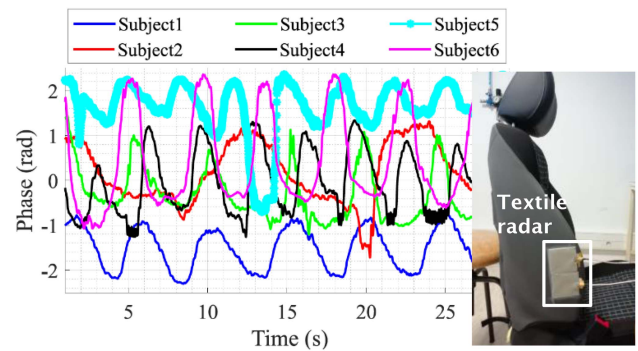 Subject1 Subject3 Subject5
Subject2 Subject4 Subject6
Phase (rad)
2
1
0
-1
-2
5 10 15 20 25
Time (s)
Textile
radar